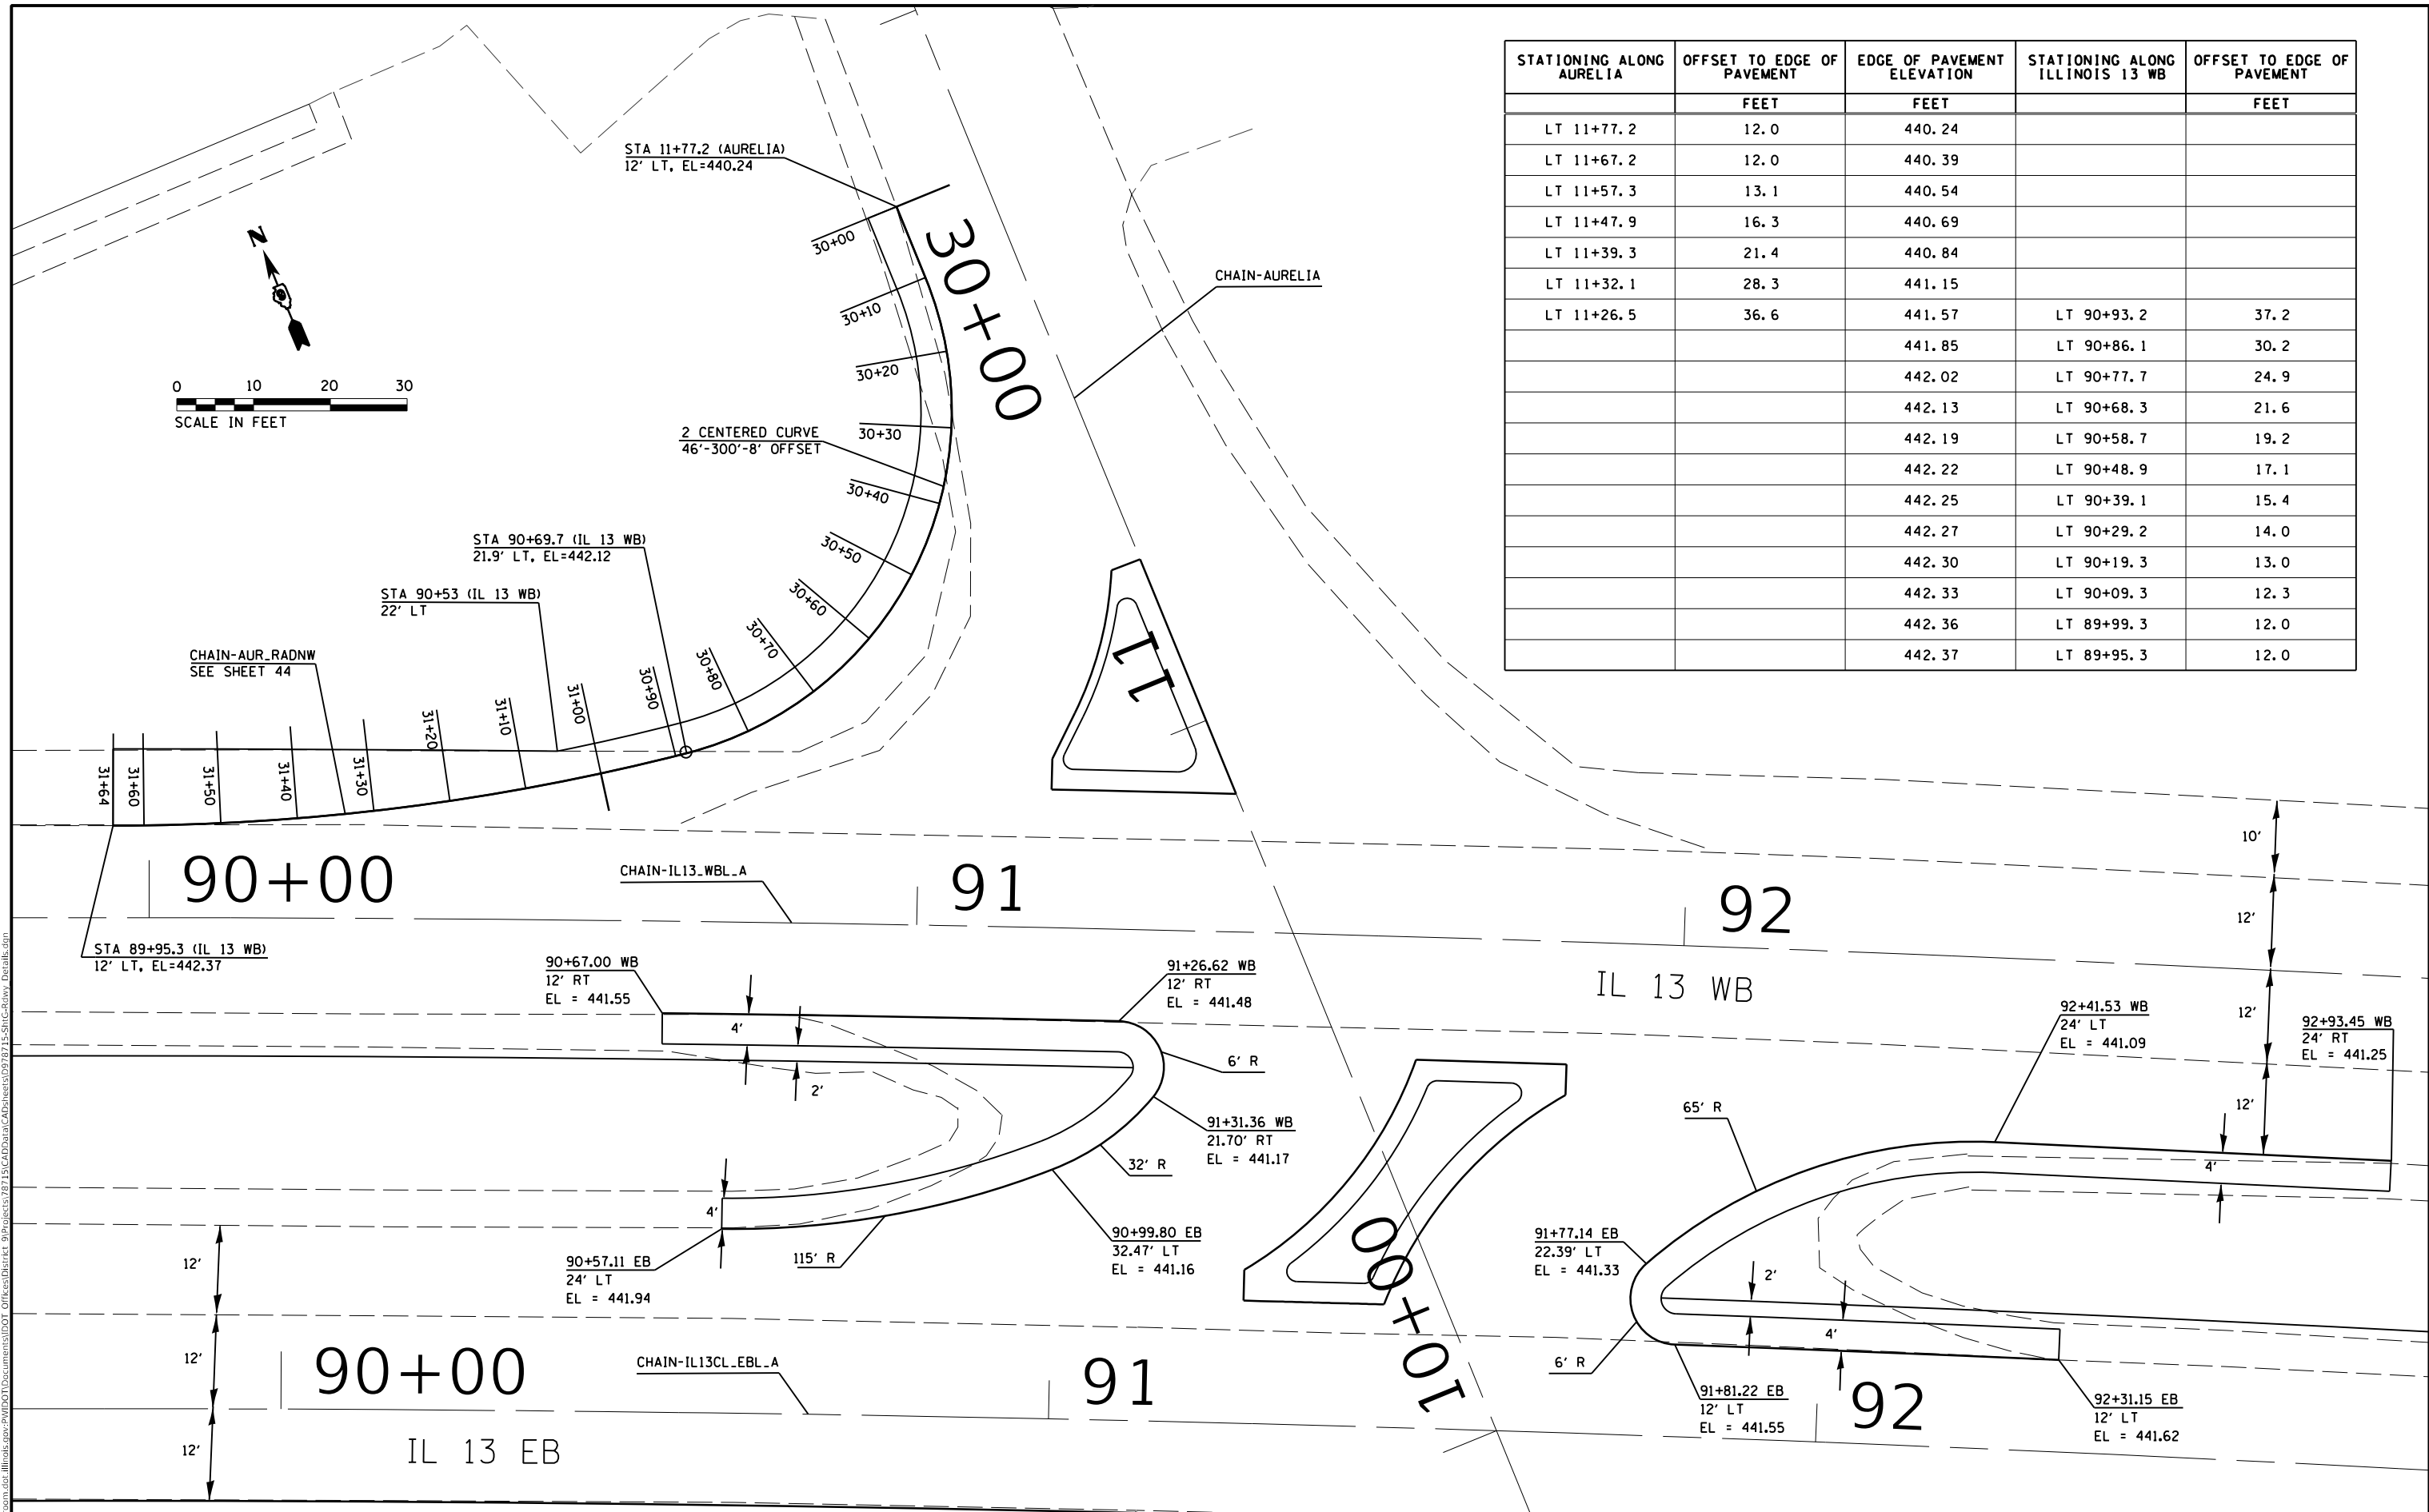 STATIONING ALONG AURELIA | OFFSET TO EDGE OF PAVEMENT | EDGE OF PAVEMENT ELEVATION | STATIONING ALONG ILLINOIS 13 WB | OFFSET TO EDGE OF PAVEMENT
FEET | FEET | FEET
LT 11+77.2 12.0 440.24
LT 11+67.2 12.0 440.39
LT 11+57.3 13.1 440.54
LT 11+47.9 16.3 440.69
LT 11+39.3 21.4 440.84
LT 11+32.1 28.3 441.15
LT 11+26.5 36.6 441.57 LT 90+93.2 37.2
441.85 LT 90+86.1 30.2
442.02 LT 90+77.7 24.9
442.13 LT 90+68.3 21.6
442.19 LT 90+58.7 19.2
442.22 LT 90+48.9 17.1
442.25 LT 90+39.1 15.4
442.27 LT 90+29.2 14.0
442.30 LT 90+19.3 13.0
442.33 LT 90+09.3 12.3
442.36 LT 89+99.3 12.0
442.37 LT 89+95.3 12.0
STA 11+77.2 (AURELIA)
12' LT, EL=440.24
N
0 10 20 30
SCALE IN FEET
30+00
CHAIN-AURELIA
30+00
30+10
30+20
30+30
30+40
30+50
30+60
30+70
30+80
30+90
31+00
31+10
31+20
31+30
31+40
31+50
31+60
31+64
2 CENTERED CURVE
46'-300'-8' OFFSET
STA 90+69.7 (IL 13 WB)
21.9' LT, EL=442.12
STA 90+53 (IL 13 WB)
22' LT
CHAIN-AUR_RADNW
SEE SHEET 44
11
10'
12'
12'
12'
90+00
CHAIN-IL13_WBL_A
91
92
STA 89+95.3 (IL 13 WB)
12' LT, EL=442.37
IL 13 WB
90+67.00 WB
12' RT
EL = 441.55
91+26.62 WB
12' RT
EL = 441.48
92+41.53 WB
24' LT
EL = 441.09
92+93.45 WB
24' RT
EL = 441.25
4'
2'
6' R
91+31.36 WB
21.70' RT
EL = 441.17
32' R
65' R
4'
4'
90+57.11 EB
24' LT
EL = 441.94
115' R
90+99.80 EB
32.47' LT
EL = 441.16
91+77.14 EB
22.39' LT
EL = 441.33
2'
4'
6' R
10+00
12'
12'
12'
90+00
CHAIN-IL13CL_EBL_A
91
91+81.22 EB
12' LT
EL = 441.55
92
92+31.15 EB
12' LT
EL = 441.62
IL 13 EB